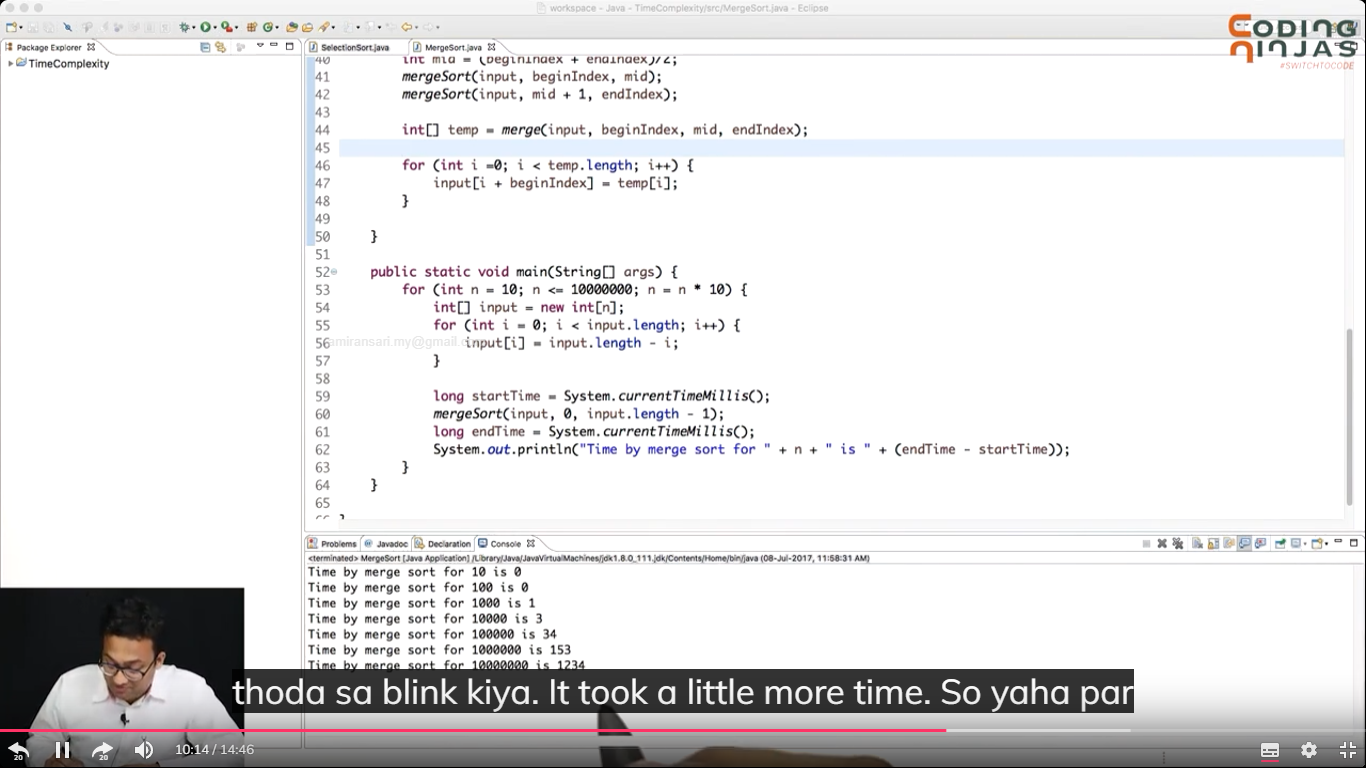 workspace - Java - TimeComplexity/src/MergeSort.java - Eclipse
CODING NINJAS
#SWITCHTOCODE
Package Explorer
TimeComplexity
SelectionSort.java MergeSort.java
40 int mid = (beginIndex + endIndex)/2;
41 mergeSort(input, beginIndex, mid);
42 mergeSort(input, mid + 1, endIndex);
43
44 int[] temp = merge(input, beginIndex, mid, endIndex);
45
46 for (int i =0; i < temp.length; i++) {
47 input[i + beginIndex] = temp[i];
48 }
49
50 }
51
52 public static void main(String[] args) {
53 for (int n = 10; n <= 10000000; n = n * 10) {
54 int[] input = new int[n];
55 for (int i = 0; i < input.length; i++) {
56 input[i] = input.length - i;
amiransari.my@gmail.com
57 }
58
59 long startTime = System.currentTimeMillis();
60 mergeSort(input, 0, input.length - 1);
61 long endTime = System.currentTimeMillis();
62 System.out.println("Time by merge sort for " + n + " is " + (endTime - startTime));
63 }
64 }
65
66 }
Problems Javadoc Declaration Console
<terminated> MergeSort [Java Application] /Library/Java/JavaVirtualMachines/jdk1.8.0_111.jdk/Contents/Home/bin/java (08-Jul-2017, 11:58:31 AM)
Time by merge sort for 10 is 0
Time by merge sort for 100 is 0
Time by merge sort for 1000 is 1
Time by merge sort for 10000 is 3
Time by merge sort for 100000 is 34
Time by merge sort for 1000000 is 153
Time by merge sort for 10000000 is 1234
thoda sa blink kiya. It took a little more time. So yaha par
20 20 10:14 / 14:46